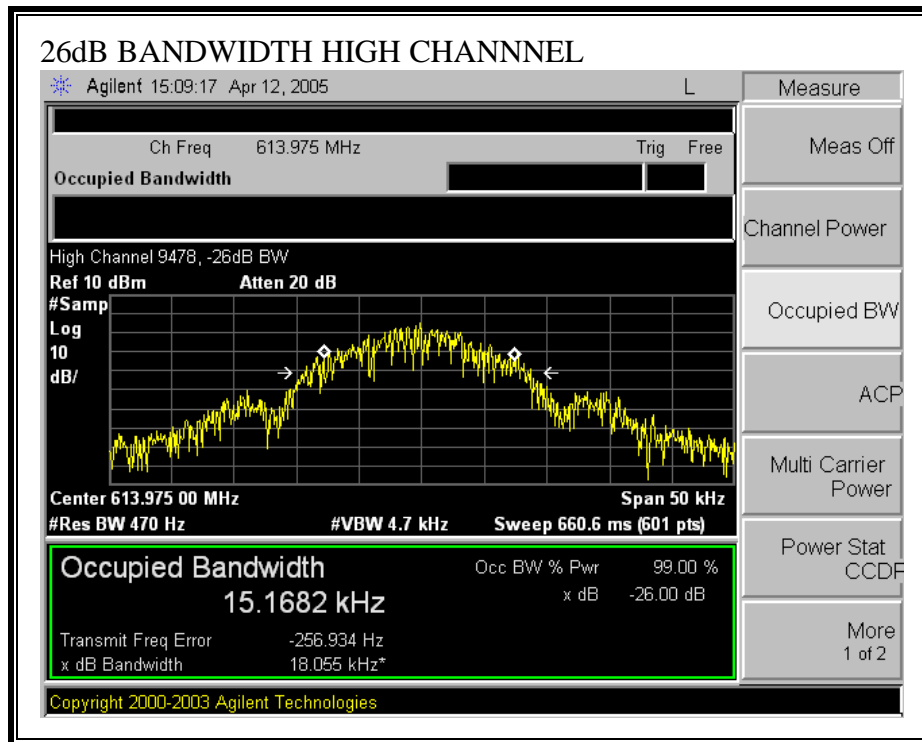 26dB BANDWIDTH HIGH CHANNNEL
Agilent 15:09:17 Apr 12, 2005 L
Measure
Ch Freq 613.975 MHz Trig Free
Occupied Bandwidth
Meas Off
Channel Power
High Channel 9478, -26dB BW
Ref 10 dBm Atten 20 dB
#Samp
Log
10
dB/
Occupied BW
ACP
Multi Carrier
Power
Center 613.975 00 MHz Span 50 kHz
#Res BW 470 Hz #VBW 4.7 kHz Sweep 660.6 ms (601 pts)
Power Stat
CCDF
Occupied Bandwidth Occ BW % Pwr 99.00 %
15.1682 kHz x dB -26.00 dB
Transmit Freq Error -256.934 Hz
x dB Bandwidth 18.055 kHz*
More
1 of 2
Copyright 2000-2003 Agilent Technologies